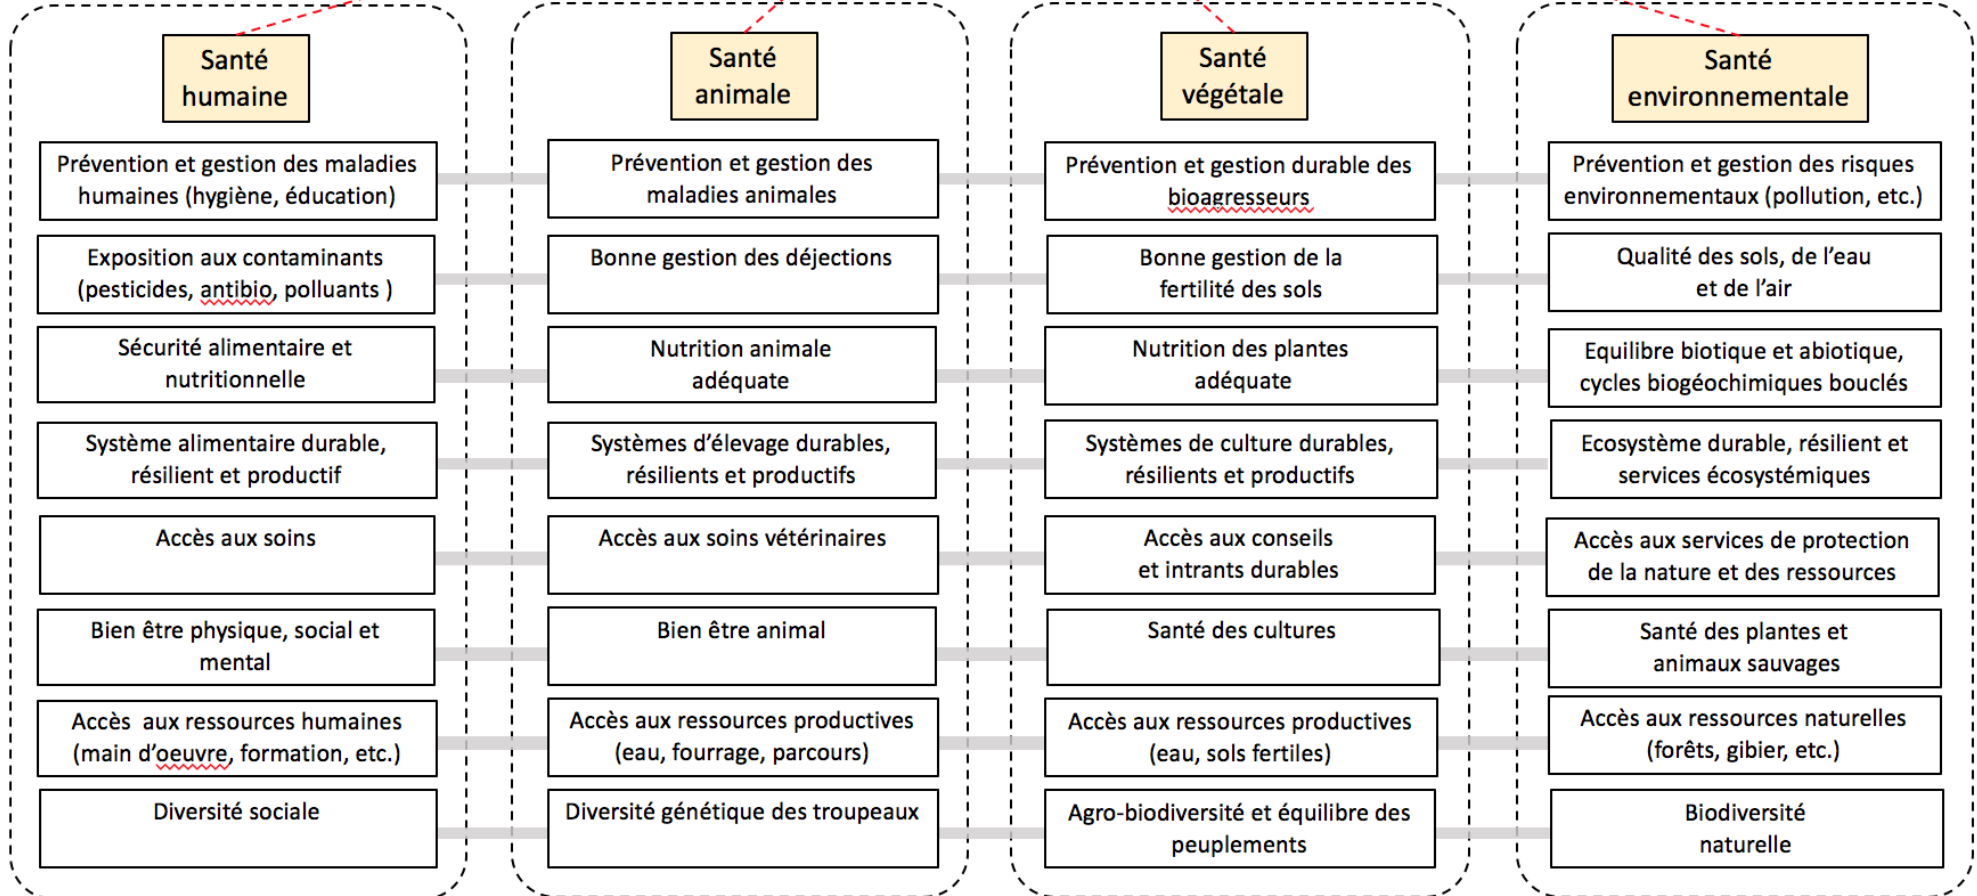 Santé
humaine
Prévention et gestion des maladies
humaines (hygiène, éducation)
Exposition aux contaminants
(pesticides, antibio, polluants )
Sécurité alimentaire et
nutritionnelle
Système alimentaire durable,
résilient et productif
Accès aux soins
Bien être physique, social et
mental
Accès  aux ressources humaines
(main d’oeuvre, formation, etc.)
Diversité sociale
Santé
animale
Prévention et gestion des
maladies animales
Bonne gestion des déjections
Nutrition animale
adéquate
Systèmes d’élevage durables,
résilients et productifs
Accès aux soins vétérinaires
Bien être animal
Accès aux ressources productives
(eau, fourrage, parcours)
Diversité génétique des troupeaux
Santé
végétale
Prévention et gestion durable des
bioagresseurs
Bonne gestion de la
fertilité des sols
Nutrition des plantes
adéquate
Systèmes de culture durables,
résilients et productifs
Accès aux conseils
et intrants durables
Santé des cultures
Accès aux ressources productives
(eau, sols fertiles)
Agro-biodiversité et équilibre des
peuplements
Santé
environnementale
Prévention et gestion des risques
environnementaux (pollution, etc.)
Qualité des sols, de l’eau
et de l’air
Equilibre biotique et abiotique,
cycles biogéochimiques bouclés
Ecosystème durable, résilient et
services écosystémiques
Accès aux services de protection
de la nature et des ressources
Santé des plantes et
animaux sauvages
Accès aux ressources naturelles
(forêts, gibier, etc.)
Biodiversité
naturelle